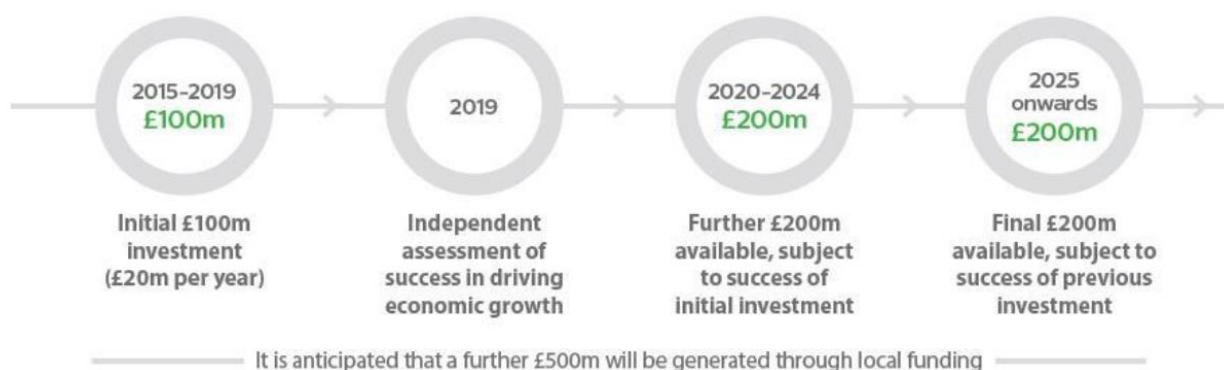 2015-2019
£100m
2019
2020-2024
£200m
2025
onwards
£200m
Initial £100m
investment
(£20m per year)
Independent
assessment of
success in driving
economic growth
Further £200m
available, subject
to success of
initial investment
Final £200m
available, subject to
success of previous
investment
It is anticipated that a further £500m will be generated through local funding